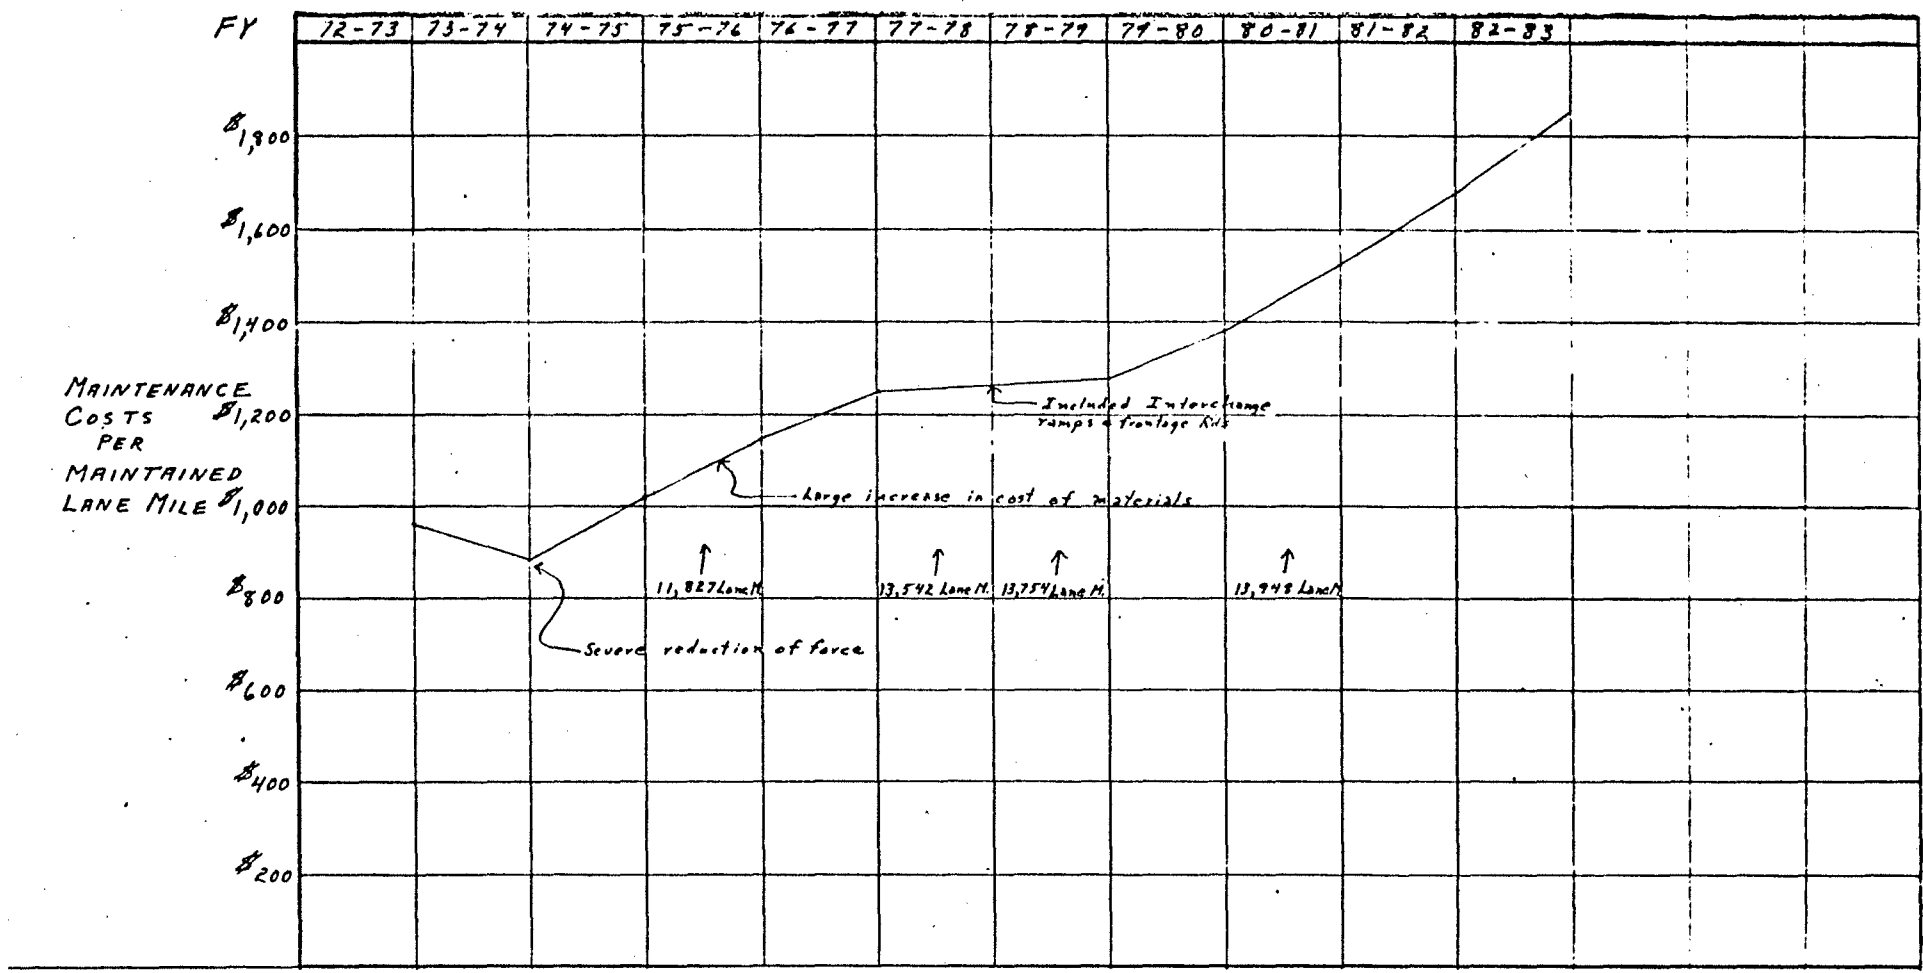 FY 72-73 73-74 74-75 75-76 76-77 77-78 78-79 79-80 80-81 81-82 82-83
$1,800
$1,600
$1,400
MAINTENANCE
COSTS $1,200
PER
MAINTAINED
LANE MILE $1,000
Included Interchange
ramps & frontage Rds
Large increase in cost of materials
11,827 Lane M.
13,542 Lane M.
13,754 Lane M.
13,948 Lane M
$800
Severe reduction of force
$600
$400
$200